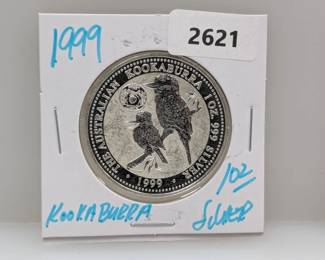 1999
2621
THE AUSTRALIAN KOOKABURRA 1 OZ. 999 SILVER
• 1999 •
1oz
KOOKABURRA
Silver